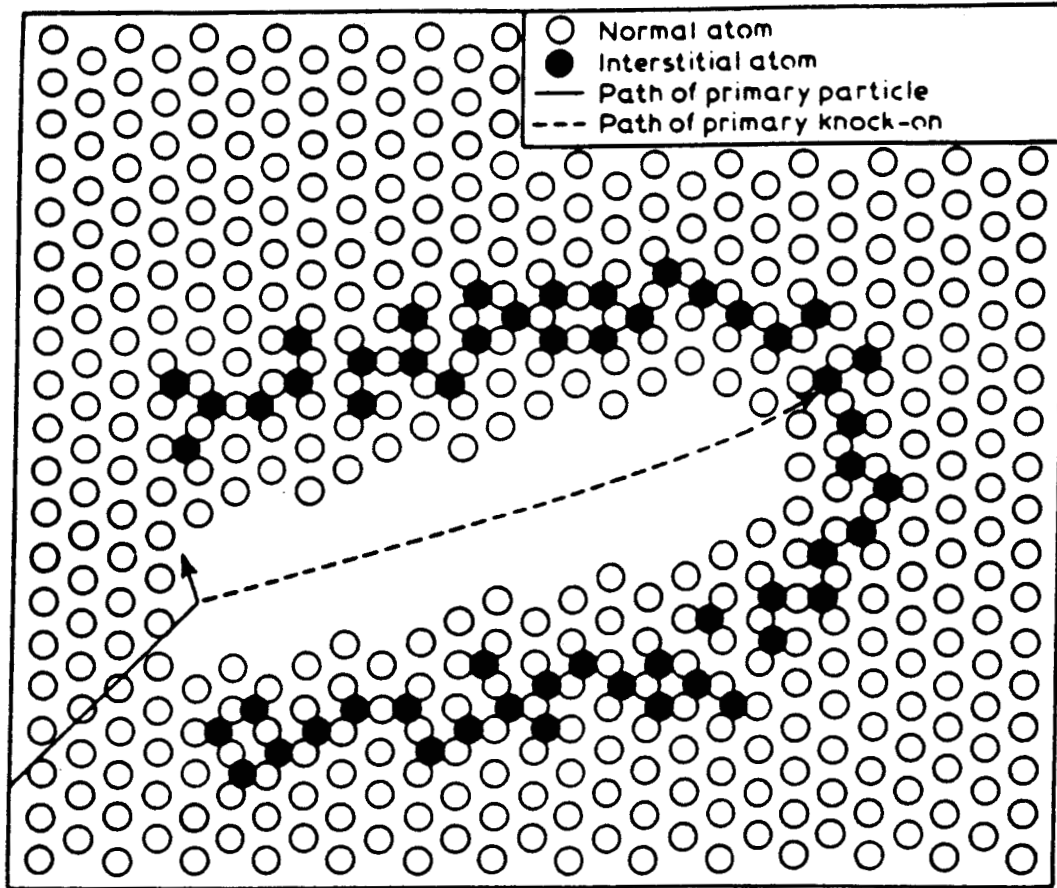 Normal atom
Interstitial atom
Path of primary particle
Path of primary knock-on